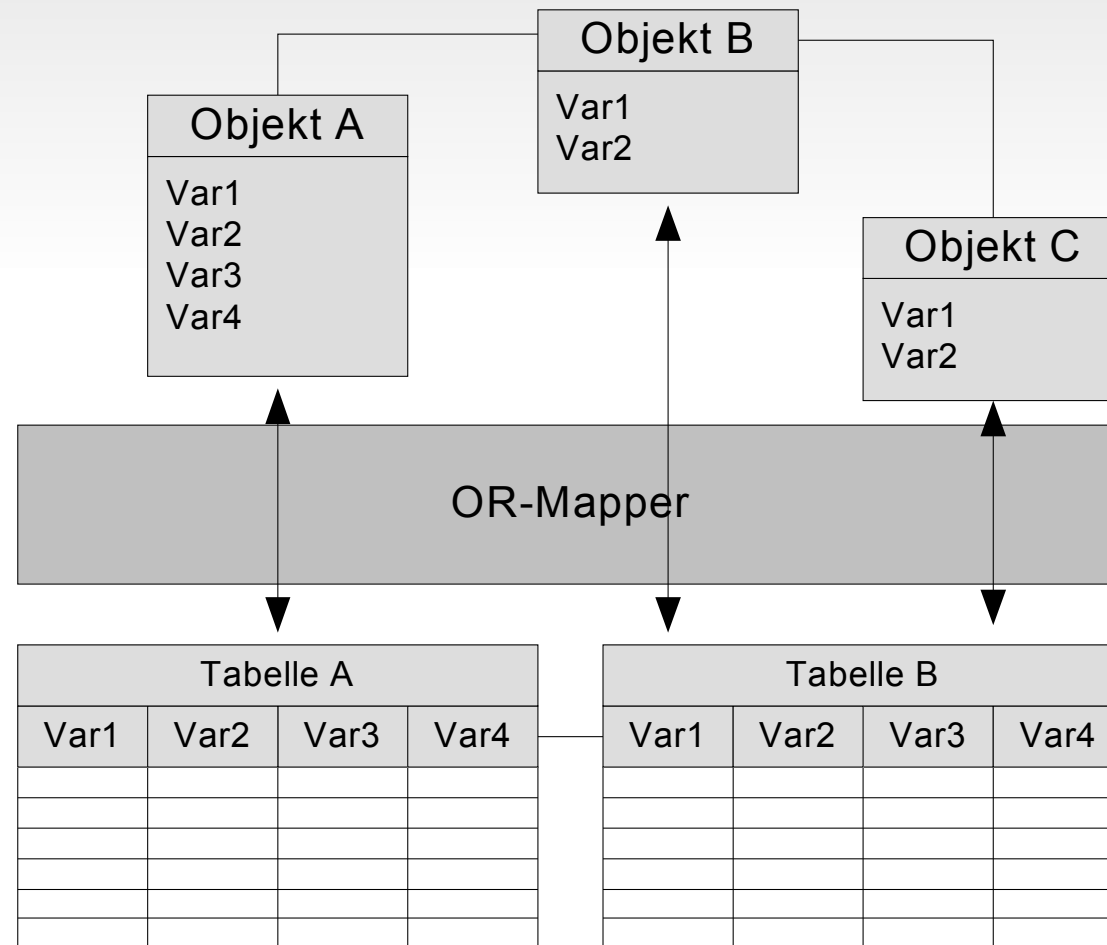 Objekt B
Var1
Var2
Objekt A
Var1
Var2
Var3
Var4
Objekt C
Var1
Var2
OR-Mapper
Tabelle A
Var1 Var2 Var3 Var4
Tabelle B
Var1 Var2 Var3 Var4